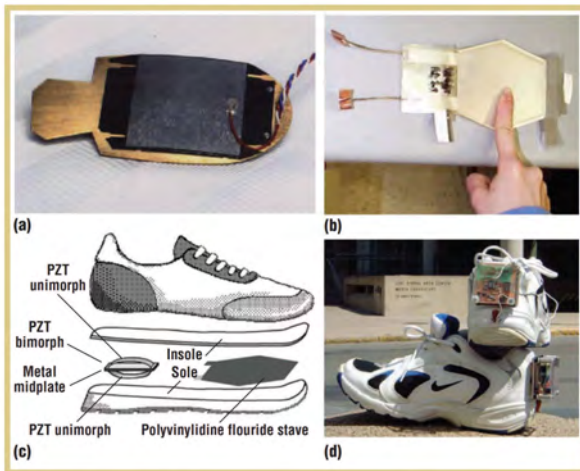 (a)
(b)
PZT
unimorph
PZT
bimorph
Metal
midplate
PZT unimorph
Insole
Sole
Polyvinylidine flouride stave
(c)
(d)